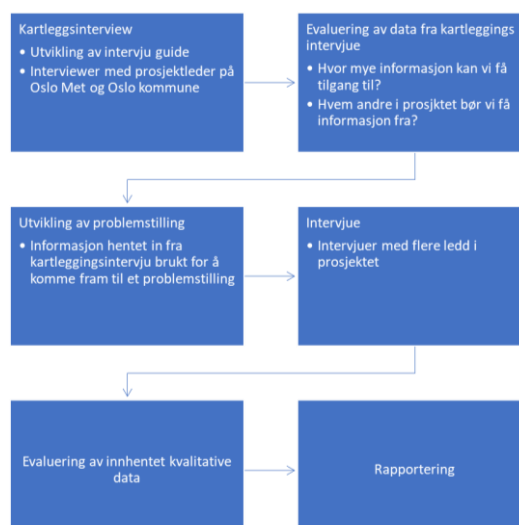 Kartleggsinterview
• Utvikling av intervju guide
• Interviewer med prosjektleder på
Oslo Met og Oslo kommune
Evaluering av data fra kartleggings
intervjue
• Hvor mye informasjon kan vi få
tilgang til?
• Hvem andre i prosjktet bør vi få
informasjon fra?
Utvikling av problemstilling
• Informasjon hentet in fra
kartleggingsintervju brukt for å
komme fram til et problemstilling
Intervjue
• Intervjuer med flere ledd i
prosjektet
Evaluering av innhentet kvalitative
data
Rapportering